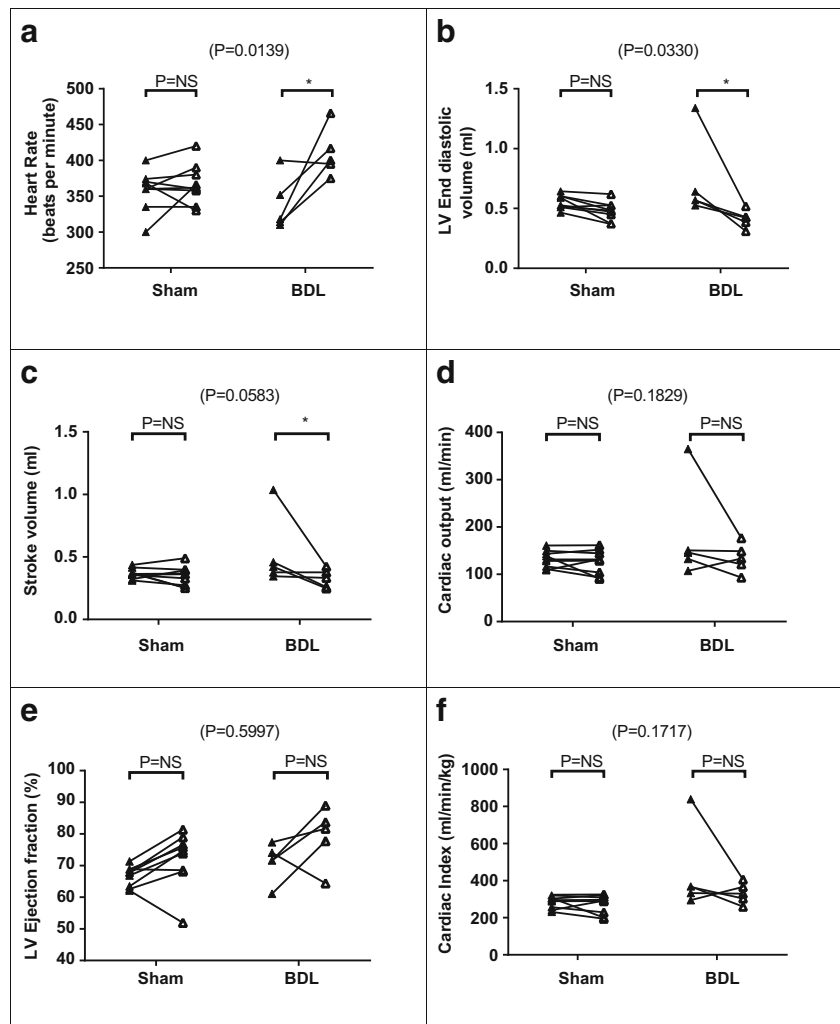 a
(P=0.0139)
P=NS
*
Heart Rate
(beats per minute)
500
450
400
350
300
250
Sham
BDL
b
(P=0.0330)
P=NS
*
LV End diastolic
volume (ml)
1.5
1.0
0.5
0.0
Sham
BDL
c
(P=0.0583)
P=NS
*
Stroke volume (ml)
1.5
1.0
0.5
0.0
Sham
BDL
d
(P=0.1829)
P=NS
P=NS
Cardiac output (ml/min)
400
300
200
100
0
Sham
BDL
e
(P=0.5997)
P=NS
P=NS
LV Ejection fraction (%)
100
90
80
70
60
50
40
Sham
BDL
f
(P=0.1717)
P=NS
P=NS
Cardiac Index (ml/min/kg)
1000
800
600
400
200
0
Sham
BDL